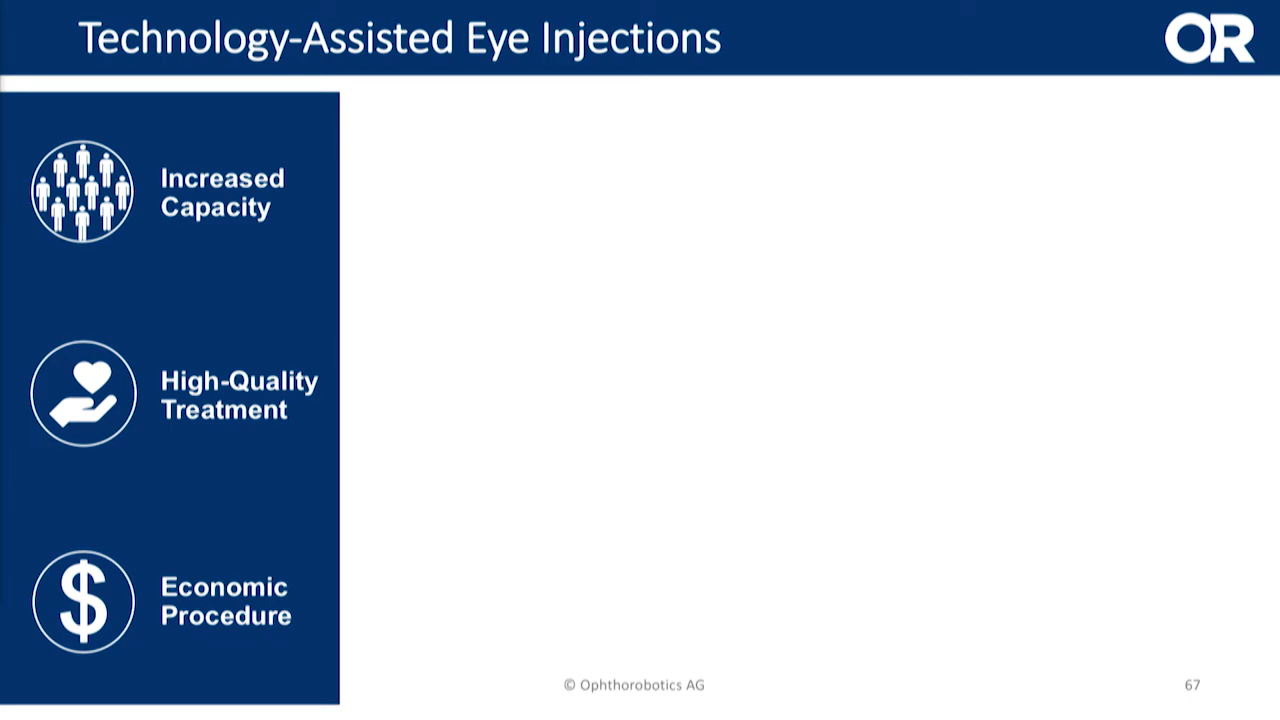 Technology-Assisted Eye Injections
OR
Increased
Capacity
High-Quality
Treatment
$
Economic
Procedure
© Ophthorobotics AG
67